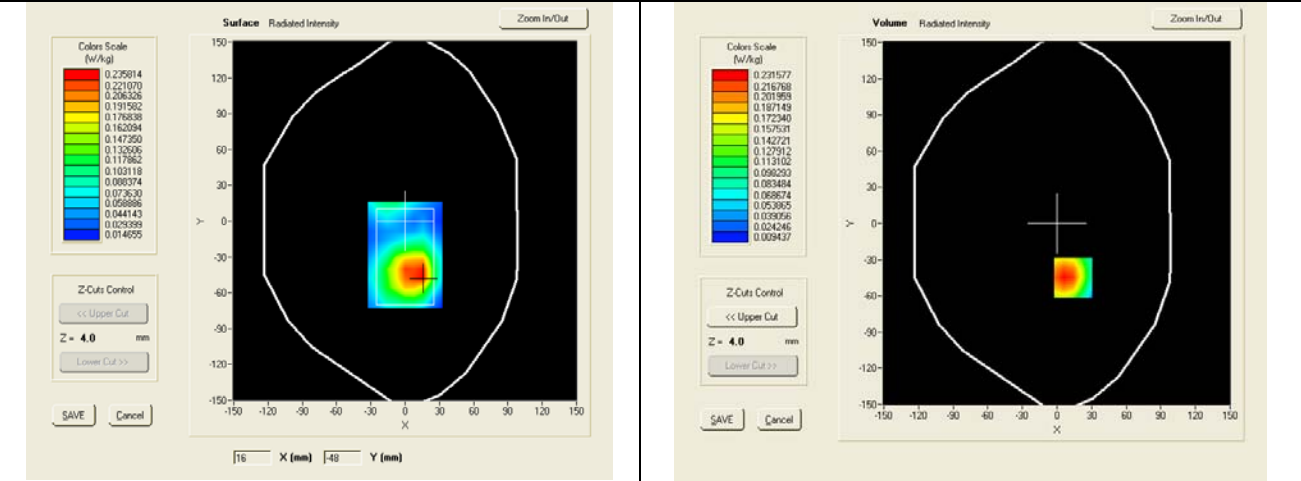 Surface Radiated Intensity
Zoom In/Out
Colors Scale
(W/kg)
0.235814
0.221070
0.206326
0.191582
0.176838
0.162094
0.147350
0.132606
0.117862
0.103118
0.088374
0.073630
0.058886
0.044143
0.029399
0.014655
Z-Cuts Control
<< Upper Cut
Z = 4.0 mm
Lower Cut >>
SAVE Cancel
150
120
90
60
30
0
-30
-60
-90
-120
-150
Y
-150 -120 -90 -60 -30 0 30 60 90 120 150
X
16 X (mm) -48 Y (mm)
Volume Radiated Intensity
Zoom In/Out
Colors Scale
(W/kg)
0.231577
0.216768
0.201959
0.187149
0.172340
0.157531
0.142721
0.127912
0.113102
0.098293
0.083484
0.068674
0.053865
0.039056
0.024246
0.009437
Z-Cuts Control
<< Upper Cut
Z = 4.0 mm
Lower Cut >>
SAVE Cancel
150
120
90
60
30
0
-30
-60
-90
-120
-150
Y
-150 -120 -90 -60 -30 0 30 60 90 120 150
X